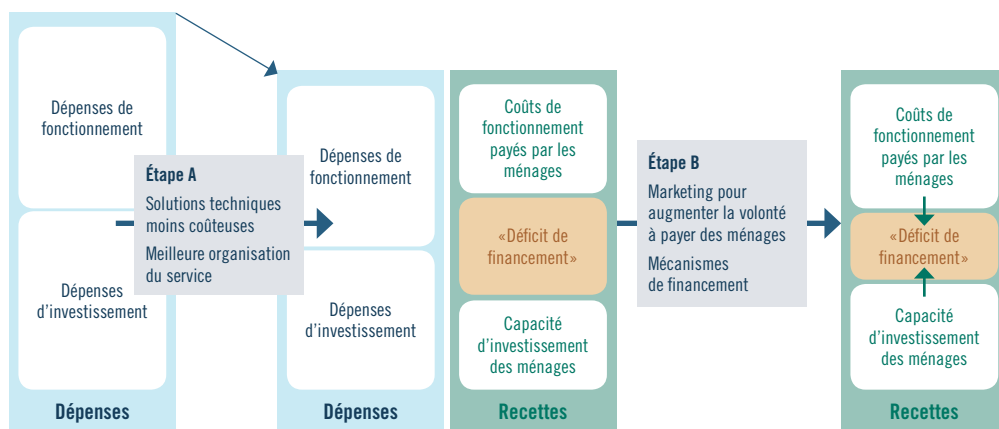 Dépenses de
fonctionnement
Dépenses
d'investissement
Dépenses
Étape A
Solutions techniques
moins coûteuses
Meilleure organisation
du service
Dépenses de
fonctionnement
Dépenses
d'investissement
Dépenses
Coûts de
fonctionnement
payés par les
ménages
«Déficit de
financement»
Capacité
d'investissement
des ménages
Recettes
Étape B
Marketing pour
augmenter la volonté
à payer des ménages
Mécanismes
de financement
Coûts de
fonctionnement
payés par les
ménages
«Déficit de
financement»
Capacité
d'investissement
des ménages
Recettes